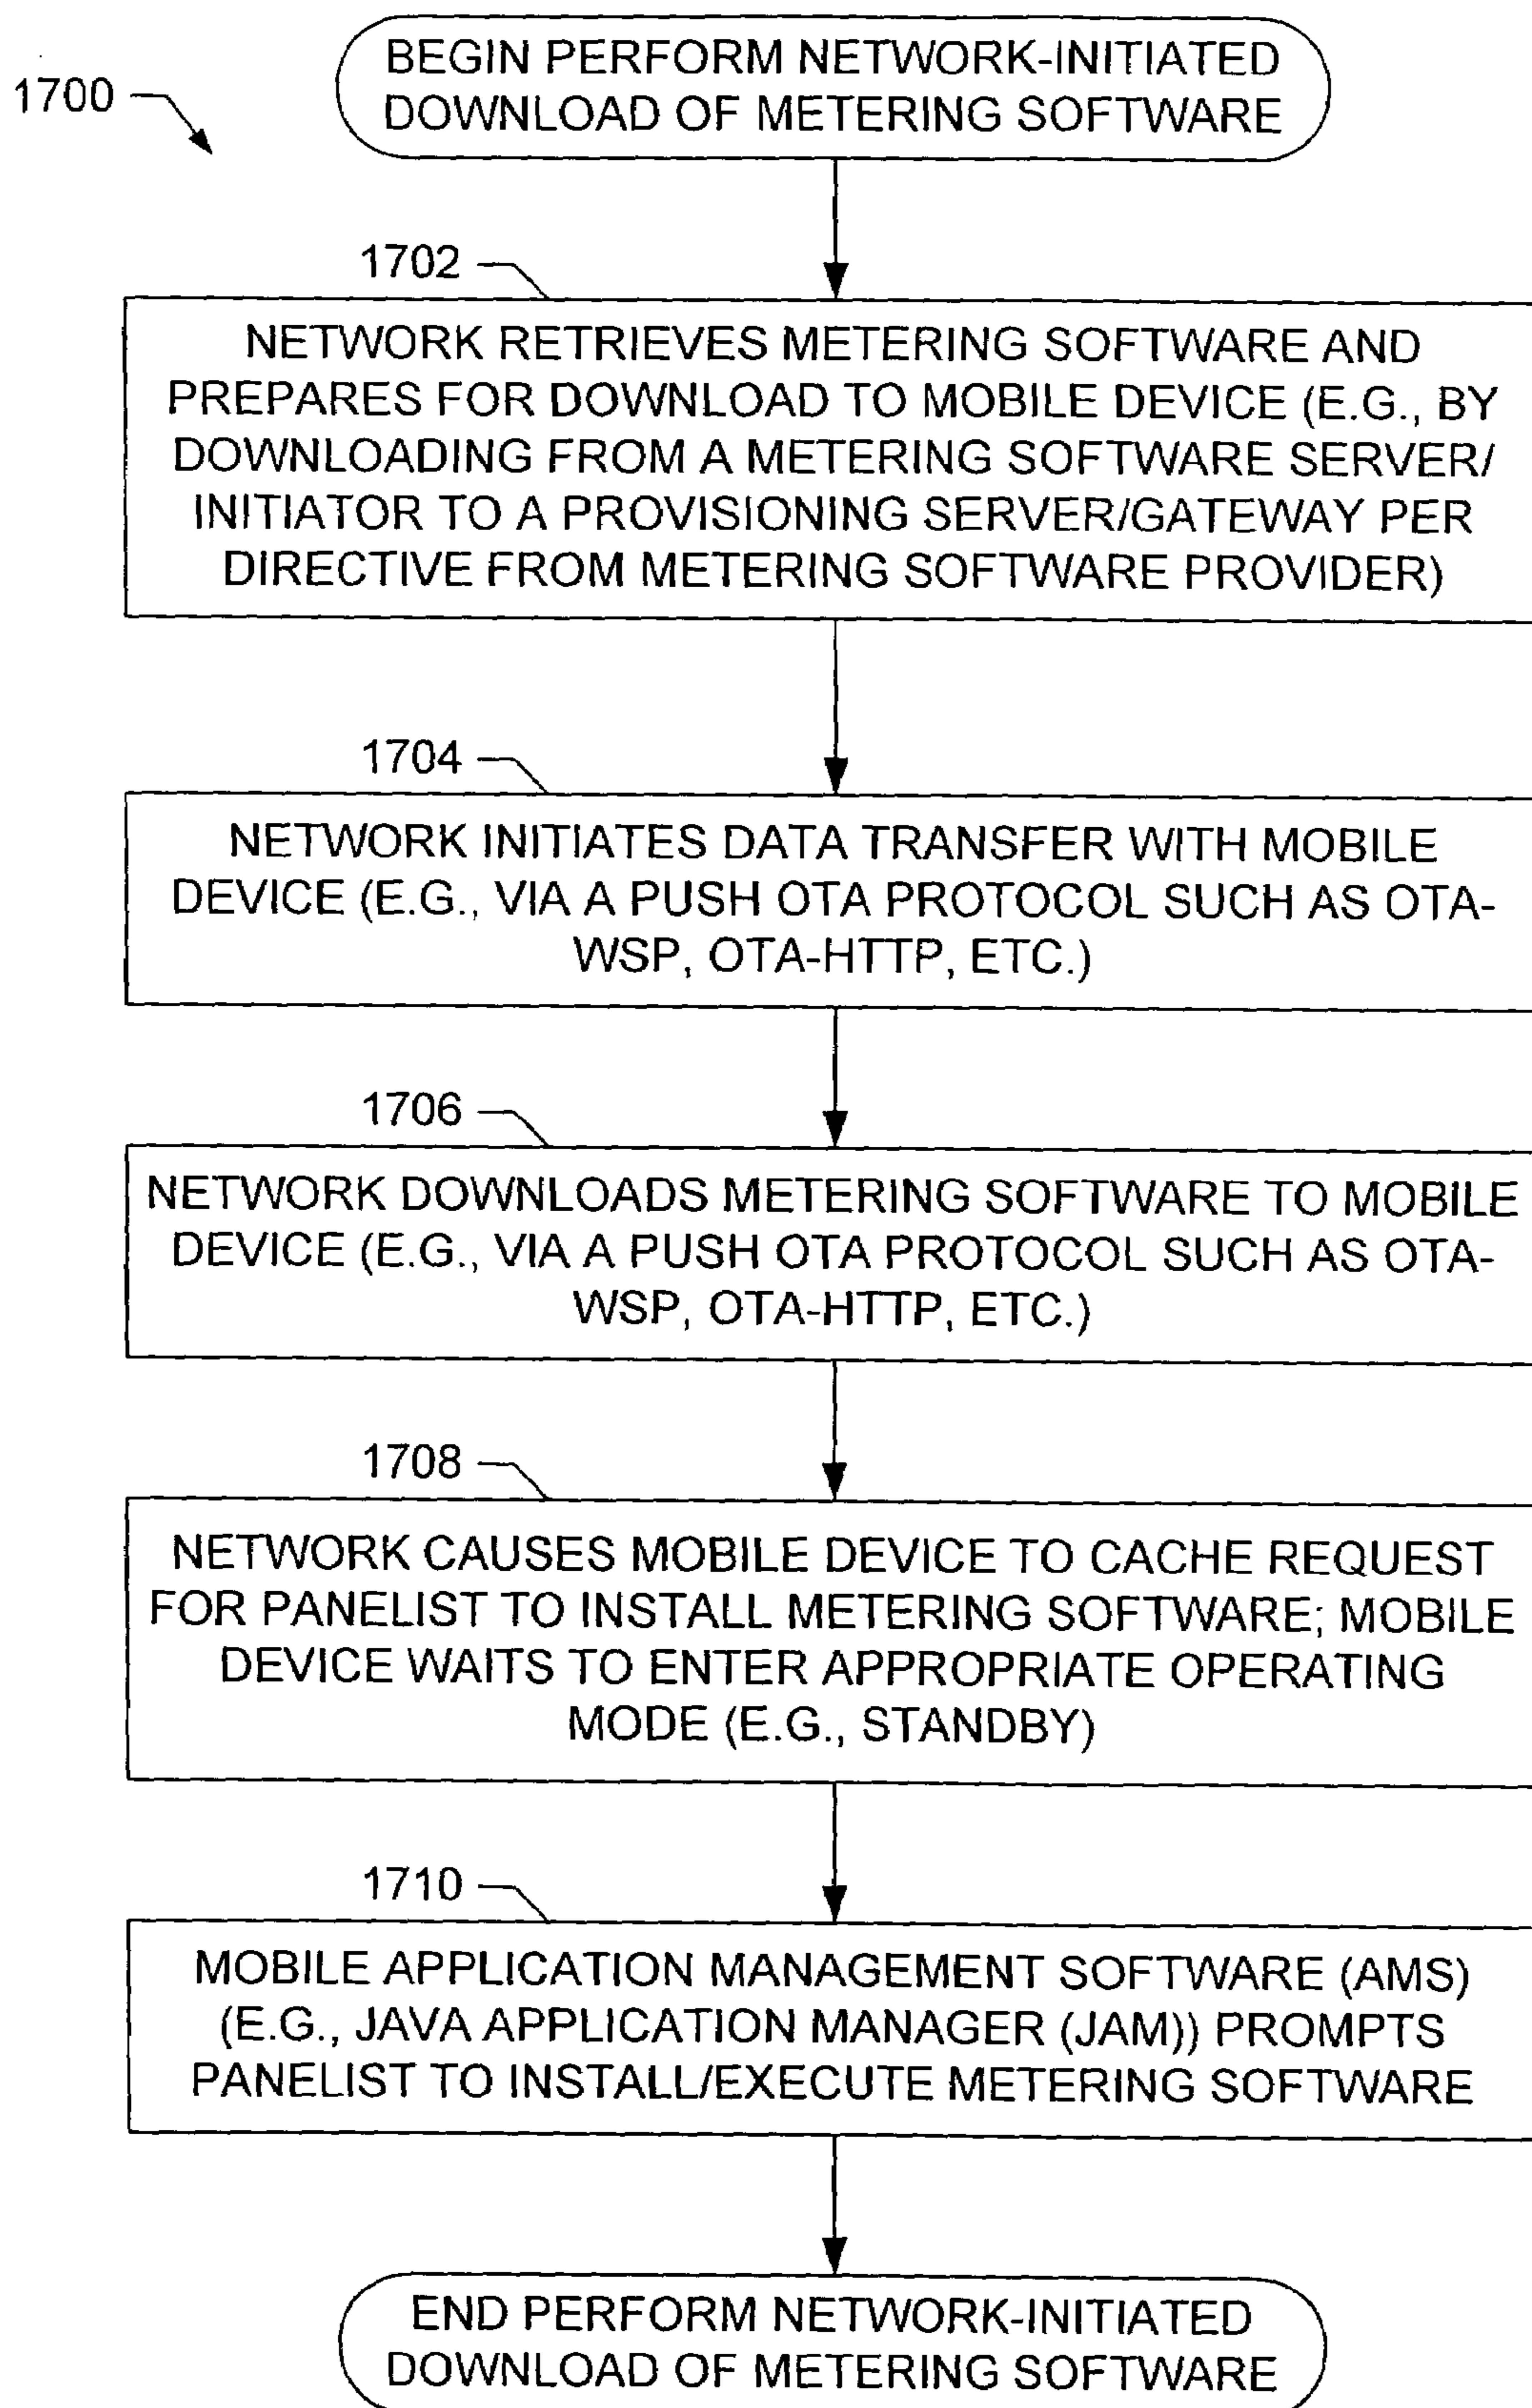 BEGIN PERFORM NETWORK-INITIATED
DOWNLOAD OF METERING SOFTWARE
1700
1702
NETWORK RETRIEVES METERING SOFTWARE AND
PREPARES FOR DOWNLOAD TO MOBILE DEVICE (E.G., BY
DOWNLOADING FROM A METERING SOFTWARE SERVER/
INITIATOR TO A PROVISIONING SERVER/GATEWAY PER
DIRECTIVE FROM METERING SOFTWARE PROVIDER)
1704
NETWORK INITIATES DATA TRANSFER WITH MOBILE
DEVICE (E.G., VIA A PUSH OTA PROTOCOL SUCH AS OTA-
WSP, OTA-HTTP, ETC.)
1706
NETWORK DOWNLOADS METERING SOFTWARE TO MOBILE
DEVICE (E.G., VIA A PUSH OTA PROTOCOL SUCH AS OTA-
WSP, OTA-HTTP, ETC.)
1708
NETWORK CAUSES MOBILE DEVICE TO CACHE REQUEST
FOR PANELIST TO INSTALL METERING SOFTWARE; MOBILE
DEVICE WAITS TO ENTER APPROPRIATE OPERATING
MODE (E.G., STANDBY)
1710
MOBILE APPLICATION MANAGEMENT SOFTWARE (AMS)
(E.G., JAVA APPLICATION MANAGER (JAM)) PROMPTS
PANELIST TO INSTALL/EXECUTE METERING SOFTWARE
END PERFORM NETWORK-INITIATED
DOWNLOAD OF METERING SOFTWARE